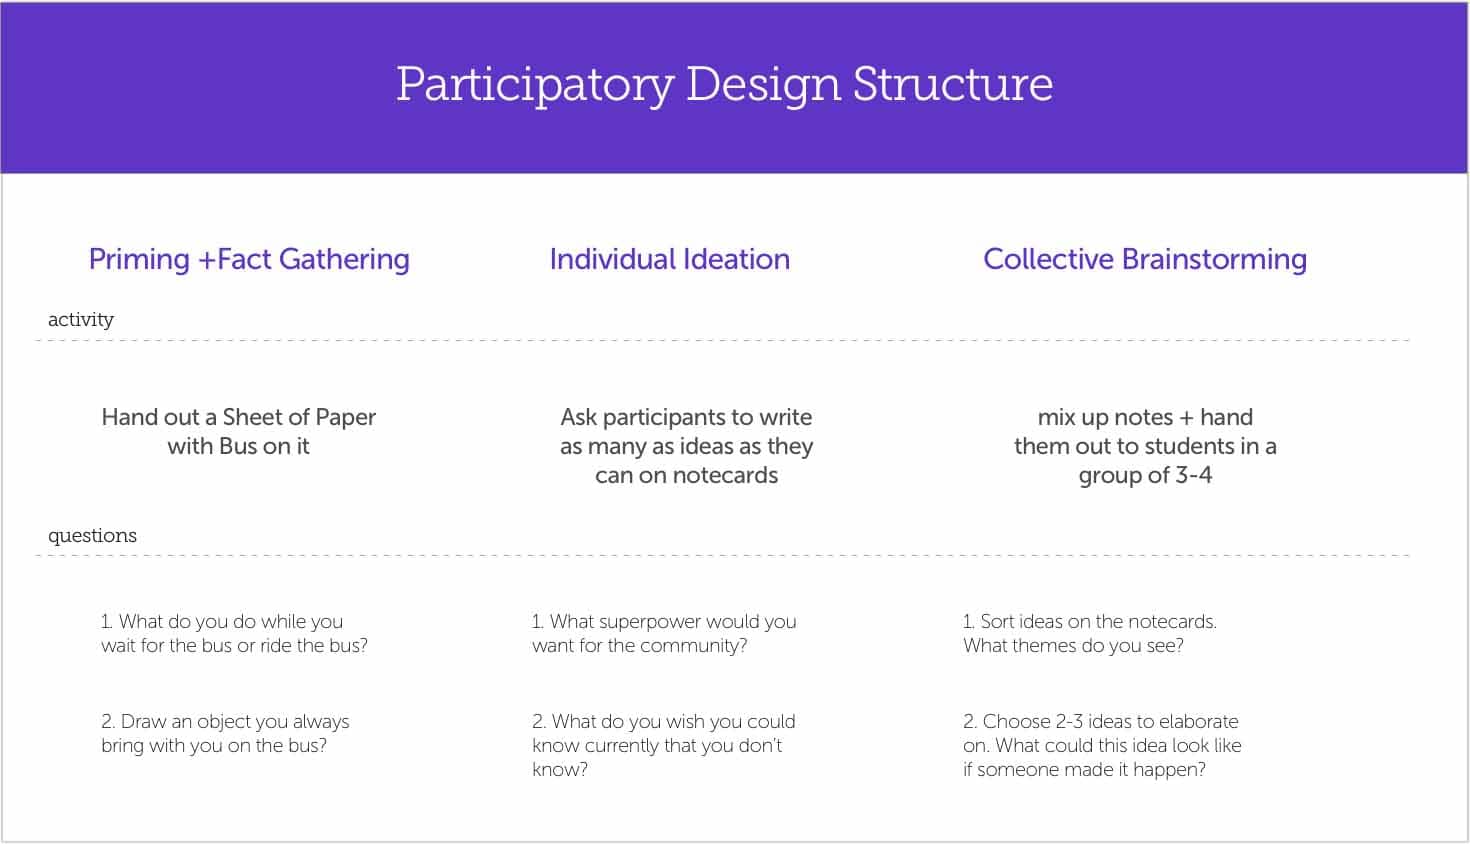 Participatory Design Structure
Priming +Fact Gathering
Individual Ideation
Collective Brainstorming
activity
Hand out a Sheet of Paper
with Bus on it
Ask participants to write
as many as ideas as they
can on notecards
mix up notes + hand
them out to students in a
group of 3-4
questions
1. What do you do while you
wait for the bus or ride the bus?
2. Draw an object you always
bring with you on the bus?
1. What superpower would you
want for the community?
2. What do you wish you could
know currently that you don't
know?
1. Sort ideas on the notecards.
What themes do you see?
2. Choose 2-3 ideas to elaborate
on. What could this idea look like
if someone made it happen?